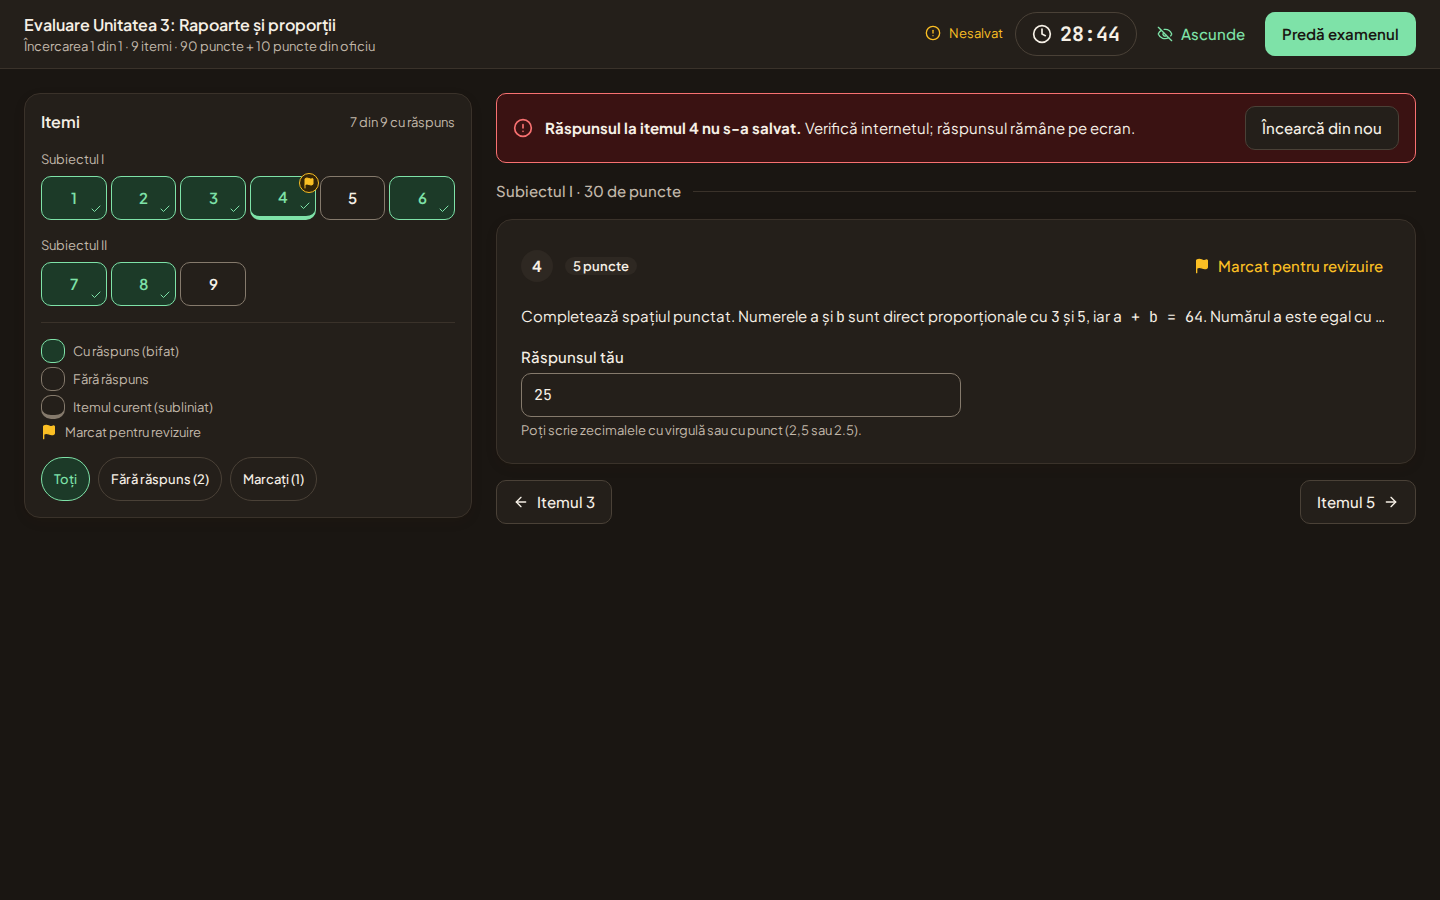 Evaluare Unitatea 3: Rapoarte și proporții
Încercarea 1 din 1 · 9 itemi · 90 puncte + 10 puncte din oficiu
Nesalvat
28:44
Ascunde
Predă examenul
Itemi
7 din 9 cu răspuns
Subiectul I
1 2 3 4 5 6
Subiectul II
7 8 9
Cu răspuns (bifat)
Fără răspuns
Itemul curent (subliniat)
Marcat pentru revizuire
Toți
Fără răspuns (2)
Marcați (1)
Răspunsul la itemul 4 nu s-a salvat. Verifică internetul; răspunsul rămâne pe ecran.
Încearcă din nou
Subiectul I · 30 de puncte
4
5 puncte
Marcat pentru revizuire
Completează spațiul punctat. Numerele a și b sunt direct proporționale cu 3 și 5, iar a + b = 64. Numărul a este egal cu …
Răspunsul tău
25
Poți scrie zecimalele cu virgulă sau cu punct (2,5 sau 2.5).
← Itemul 3
Itemul 5 →